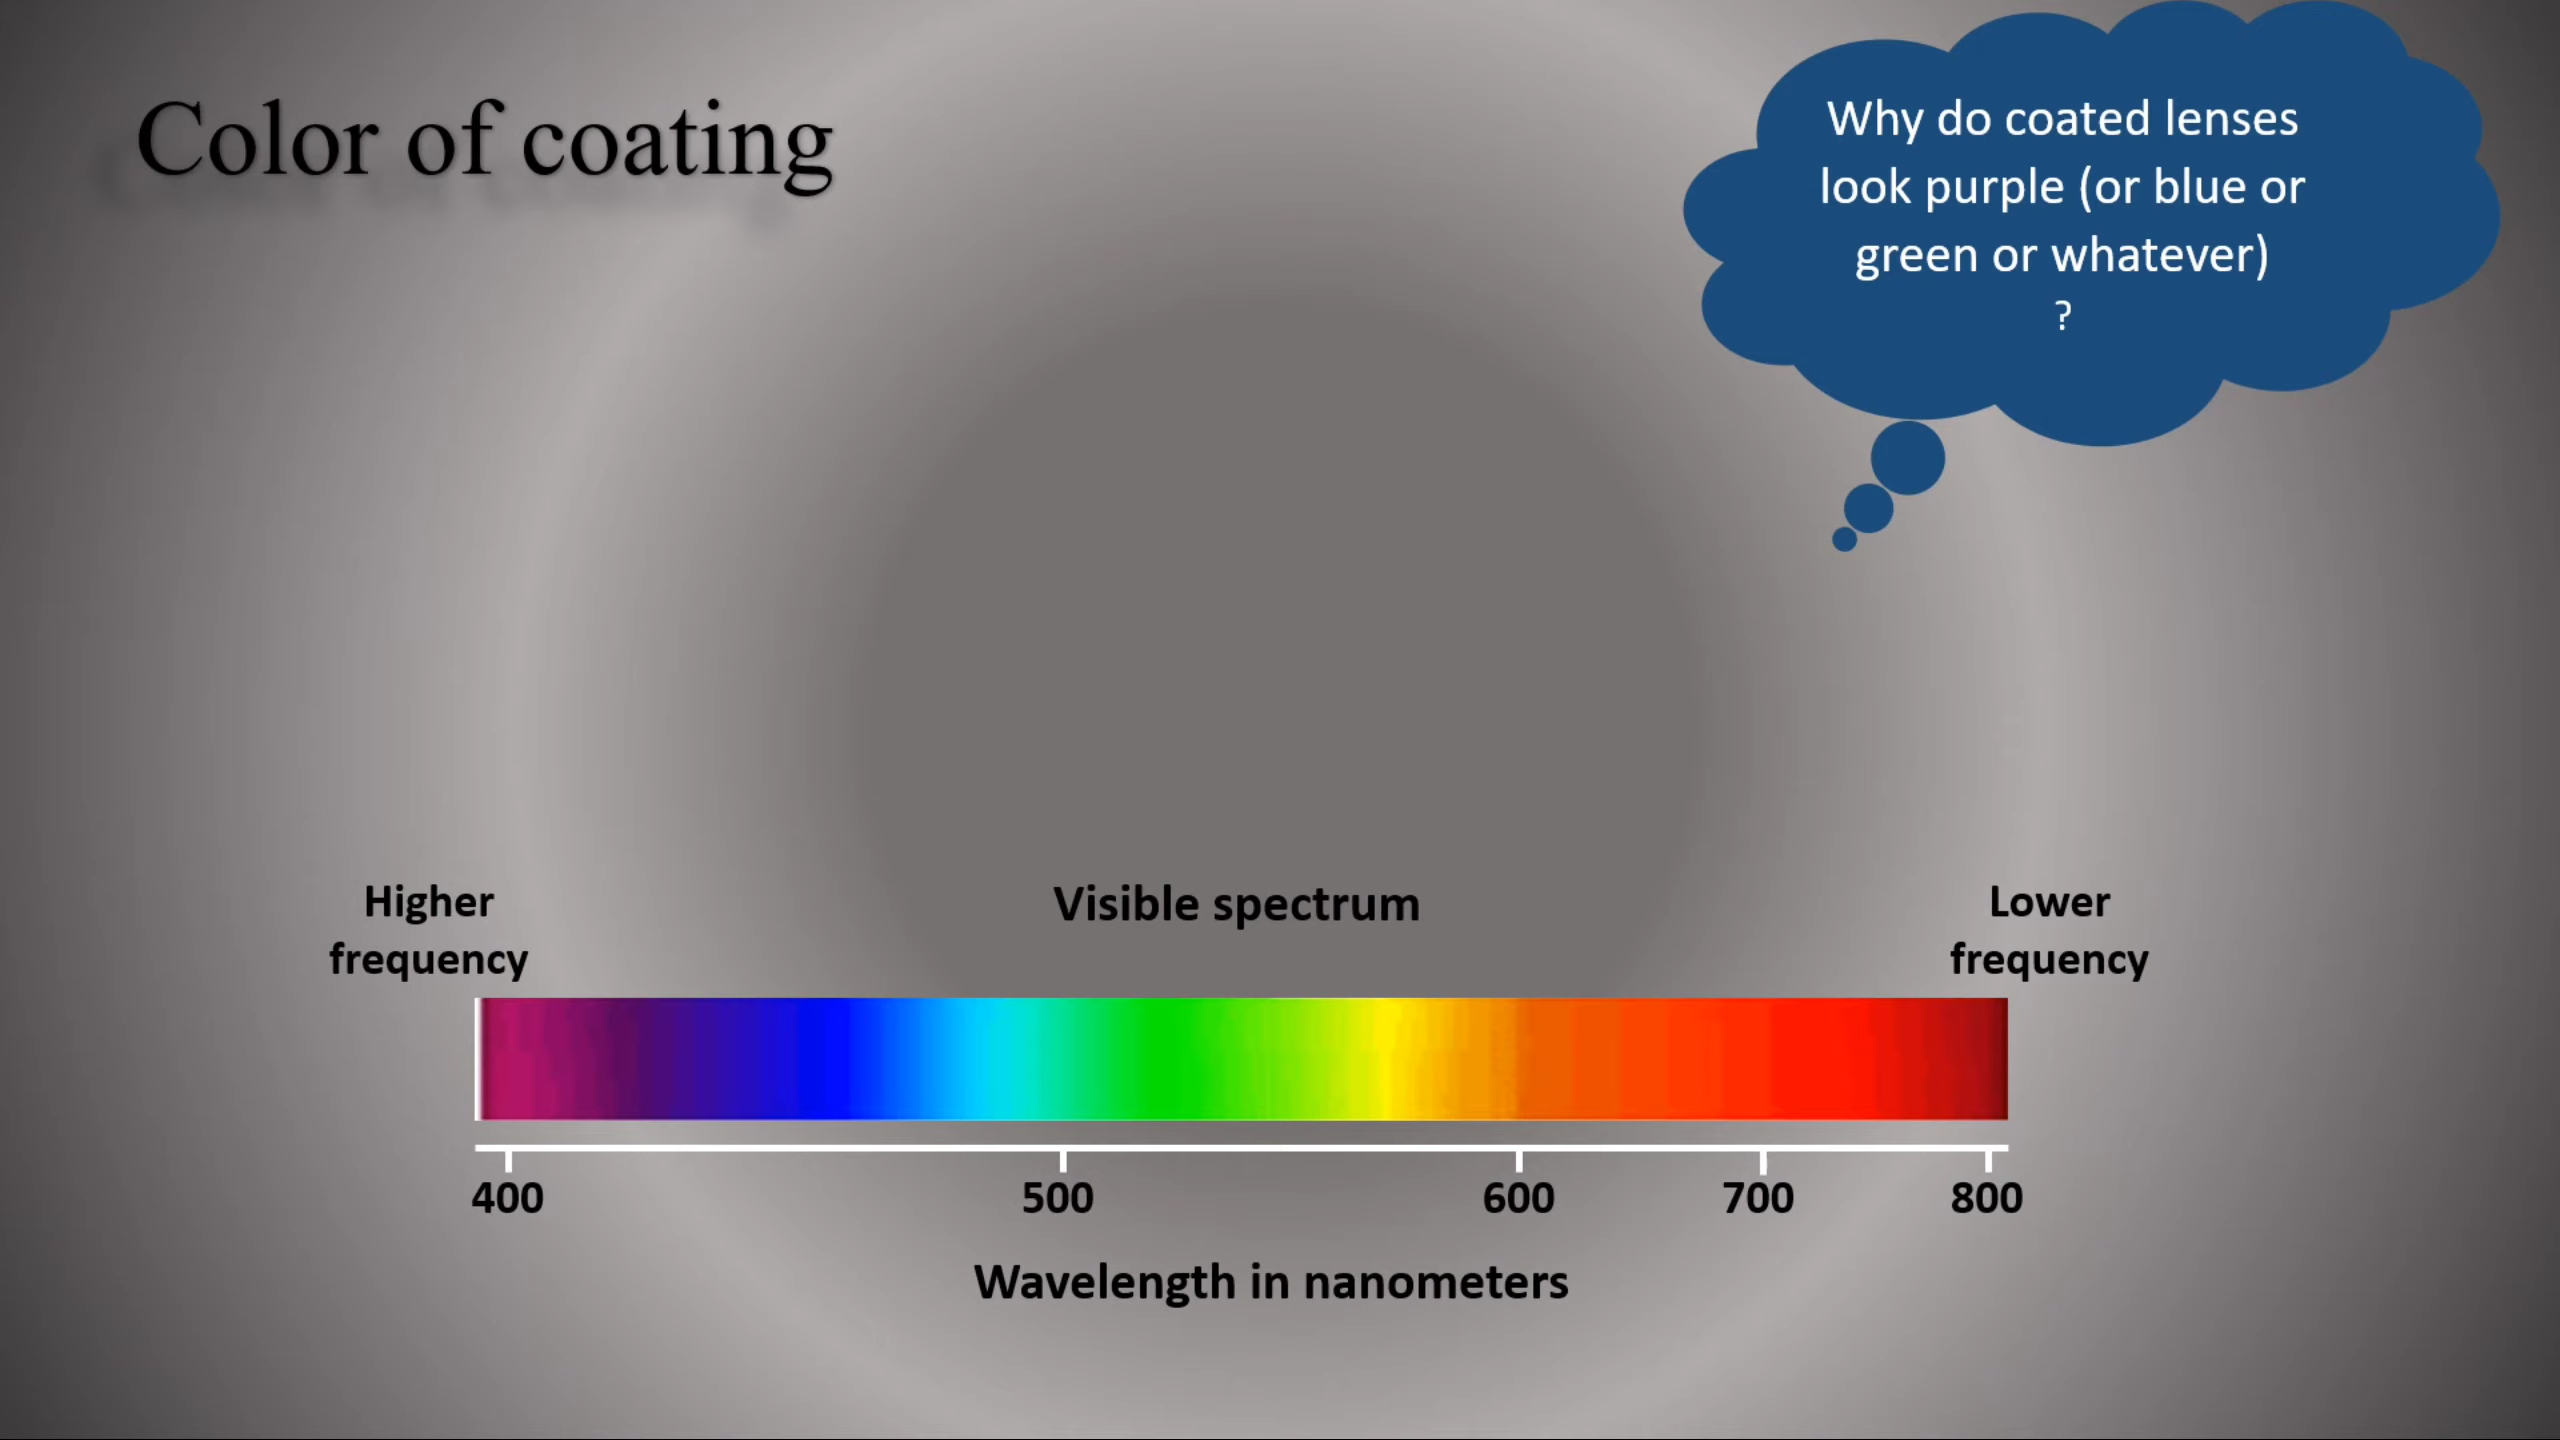 Color of coating
Why do coated lenses
look purple (or blue or
green or whatever)
?
Higher
frequency
Visible spectrum
Lower
frequency
400
500
600
700
800
Wavelength in nanometers